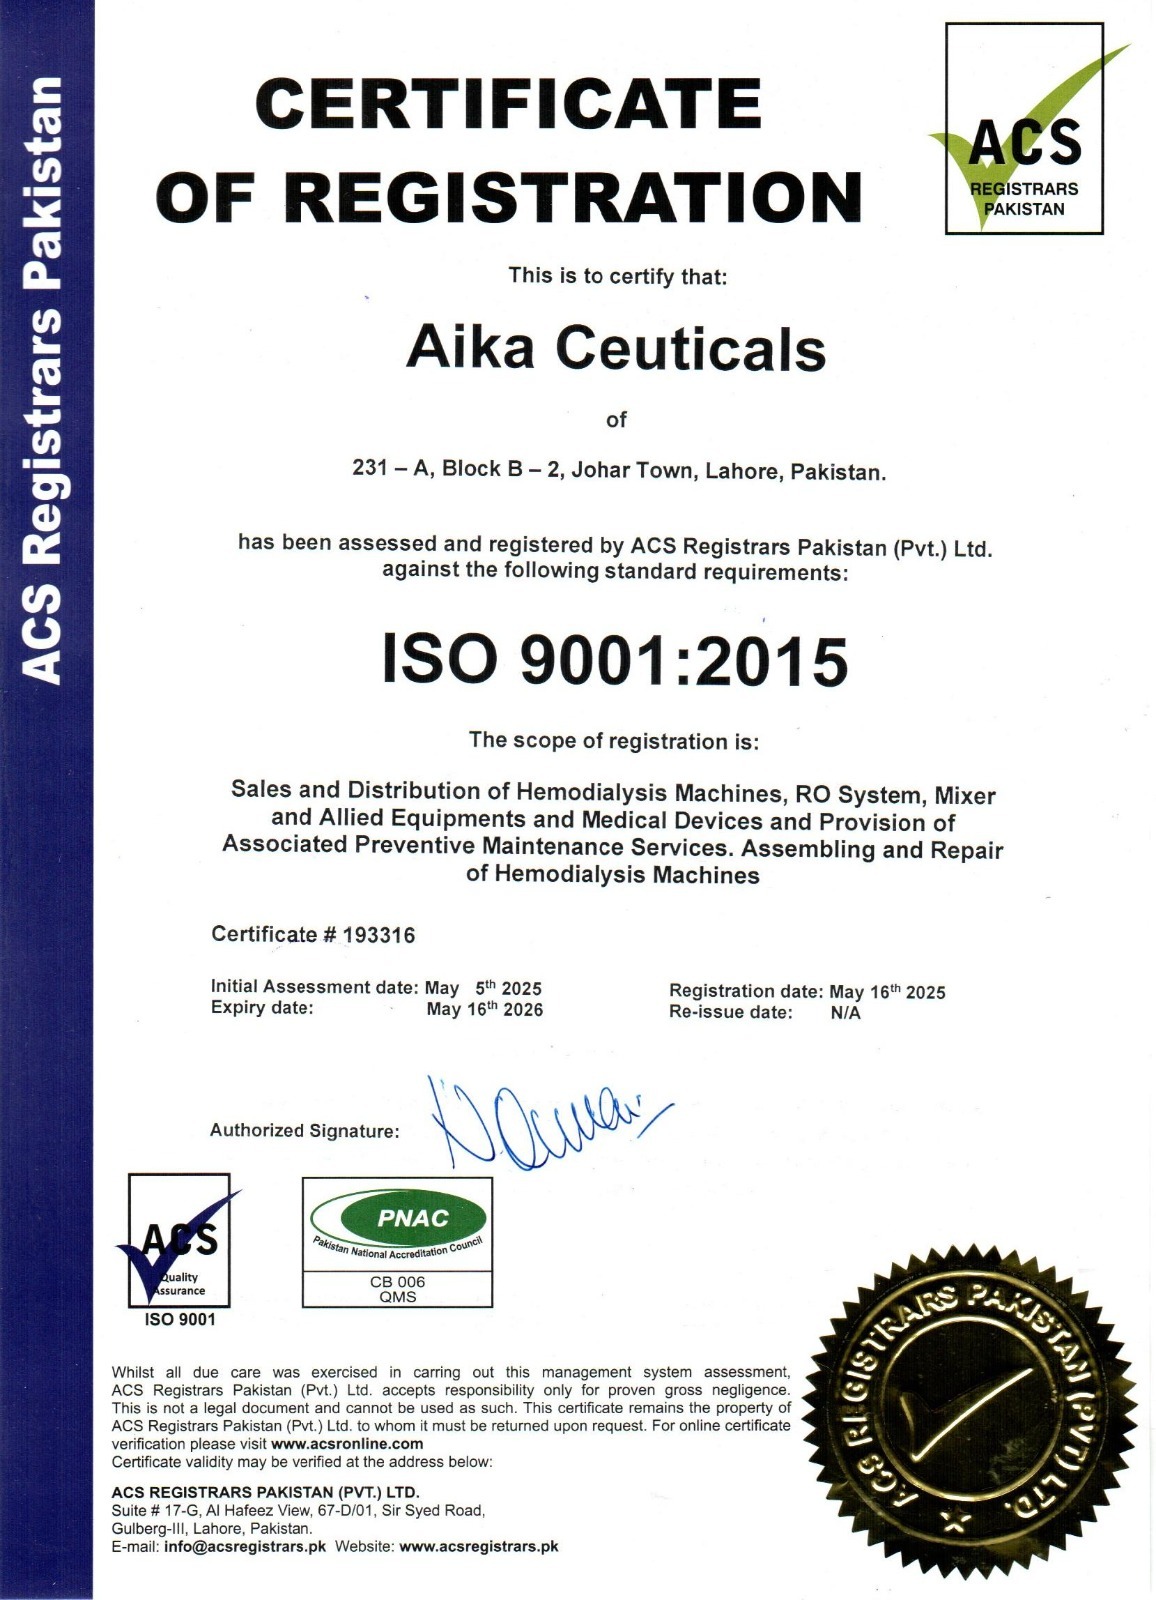 ACS Registrars Pakistan
CERTIFICATE
OF REGISTRATION
ACS
REGISTRARS
PAKISTAN
This is to certify that:
Aika Ceuticals
of
231 – A, Block B – 2, Johar Town, Lahore, Pakistan.
has been assessed and registered by ACS Registrars Pakistan (Pvt.) Ltd.
against the following standard requirements:
ISO 9001:2015
The scope of registration is:
Sales and Distribution of Hemodialysis Machines, RO System, Mixer
and Allied Equipments and Medical Devices and Provision of
Associated Preventive Maintenance Services. Assembling and Repair
of Hemodialysis Machines
Certificate # 193316
Initial Assessment date: May 5th 2025
Expiry date: May 16th 2026
Registration date: May 16th 2025
Re-issue date: N/A
Authorized Signature:
ACS
Quality
Assurance
ISO 9001
PNAC
Pakistan National Accreditation Council
CB 006
QMS
Whilst all due care was exercised in carring out this management system assessment,
ACS Registrars Pakistan (Pvt.) Ltd. accepts responsibility only for proven gross negligence.
This is not a legal document and cannot be used as such. This certificate remains the property of
ACS Registrars Pakistan (Pvt.) Ltd. to whom it must be returned upon request. For online certificate
verification please visit www.acsronline.com
Certificate validity may be verified at the address below:
ACS REGISTRARS PAKISTAN (PVT.) LTD.
Suite # 17-G, Al Hafeez View, 67-D/01, Sir Syed Road,
Gulberg-III, Lahore, Pakistan.
E-mail: info@acsregistrars.pk Website: www.acsregistrars.pk
ACS REGISTRARS PAKISTAN (PVT) LTD.